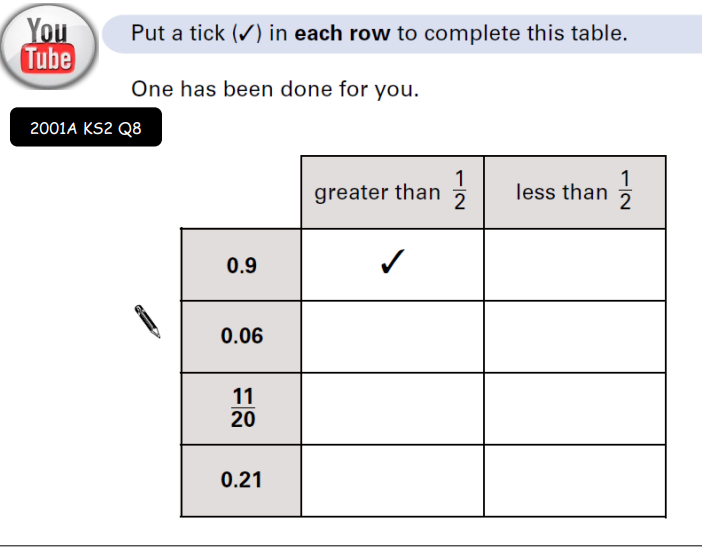 You
Tube
Put a tick (✓) in each row to complete this table.
One has been done for you.
2001A KS2 Q8
greater than 1/2 less than 1/2
0.9 ✓
0.06
11/20
0.21